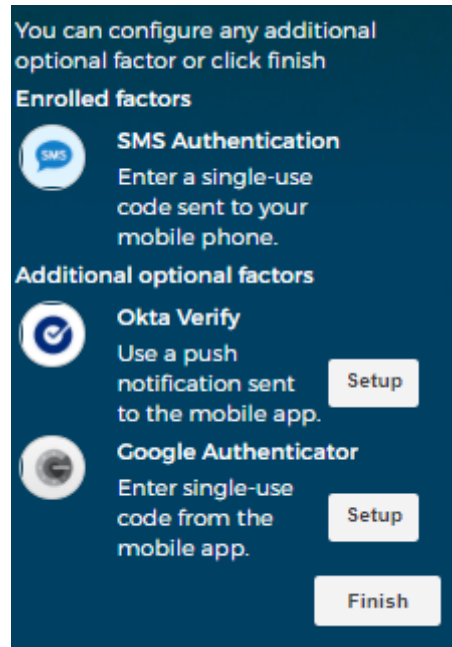 You can configure any additional
optional factor or click finish
Enrolled factors
SMS
SMS Authentication
Enter a single-use
code sent to your
mobile phone.
Additional optional factors
Okta Verify
Use a push
notification sent
to the mobile app.
Setup
Google Authenticator
Enter single-use
code from the
mobile app.
Setup
Finish